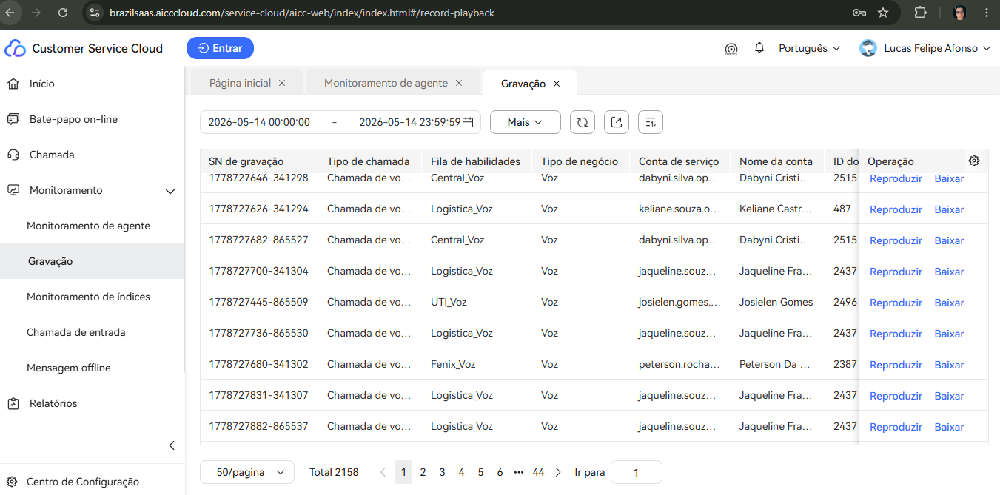 brazilsaas.aicccloud.com/service-cloud/aicc-web/index/index.html#/record-playback
Customer Service Cloud
Entrar
Português
Lucas Felipe Afonso
Início
Bate-papo on-line
Chamada
Monitoramento
Monitoramento de agente
Gravação
Monitoramento de índices
Chamada de entrada
Mensagem offline
Relatórios
Centro de Configuração
Página inicial
Monitoramento de agente
Gravação
2026-05-14 00:00:00 - 2026-05-14 23:59:59
Mais
SN de gravação Tipo de chamada Fila de habilidades Tipo de negócio Conta de serviço Nome da conta ID do Operação
1778727646-341298 Chamada de vo... Central_Voz Voz dabyni.silva.op... Dabyni Cristi... 2515 Reproduzir Baixar
1778727626-341294 Chamada de vo... Logistica_Voz Voz keliane.souza.o... Keliane Castr... 487 Reproduzir Baixar
1778727682-865527 Chamada de vo... Central_Voz Voz dabyni.silva.op... Dabyni Cristi... 2515 Reproduzir Baixar
1778727700-341304 Chamada de vo... Logistica_Voz Voz jaqueline.souz... Jaqueline Fra... 2437 Reproduzir Baixar
1778727445-865509 Chamada de vo... UTI_Voz Voz josielen.gomes.... Josielen Gomes 2496 Reproduzir Baixar
1778727736-865530 Chamada de vo... Logistica_Voz Voz jaqueline.souz... Jaqueline Fra... 2437 Reproduzir Baixar
1778727680-341302 Chamada de vo... Fenix_Voz Voz peterson.rocha... Peterson Da ... 2387 Reproduzir Baixar
1778727831-341307 Chamada de vo... Logistica_Voz Voz jaqueline.souz... Jaqueline Fra... 2437 Reproduzir Baixar
1778727882-865537 Chamada de vo... Logistica_Voz Voz jaqueline.souz... Jaqueline Fra... 2437 Reproduzir Baixar
50/pagina Total 2158 1 2 3 4 5 6 ••• 44 Ir para 1